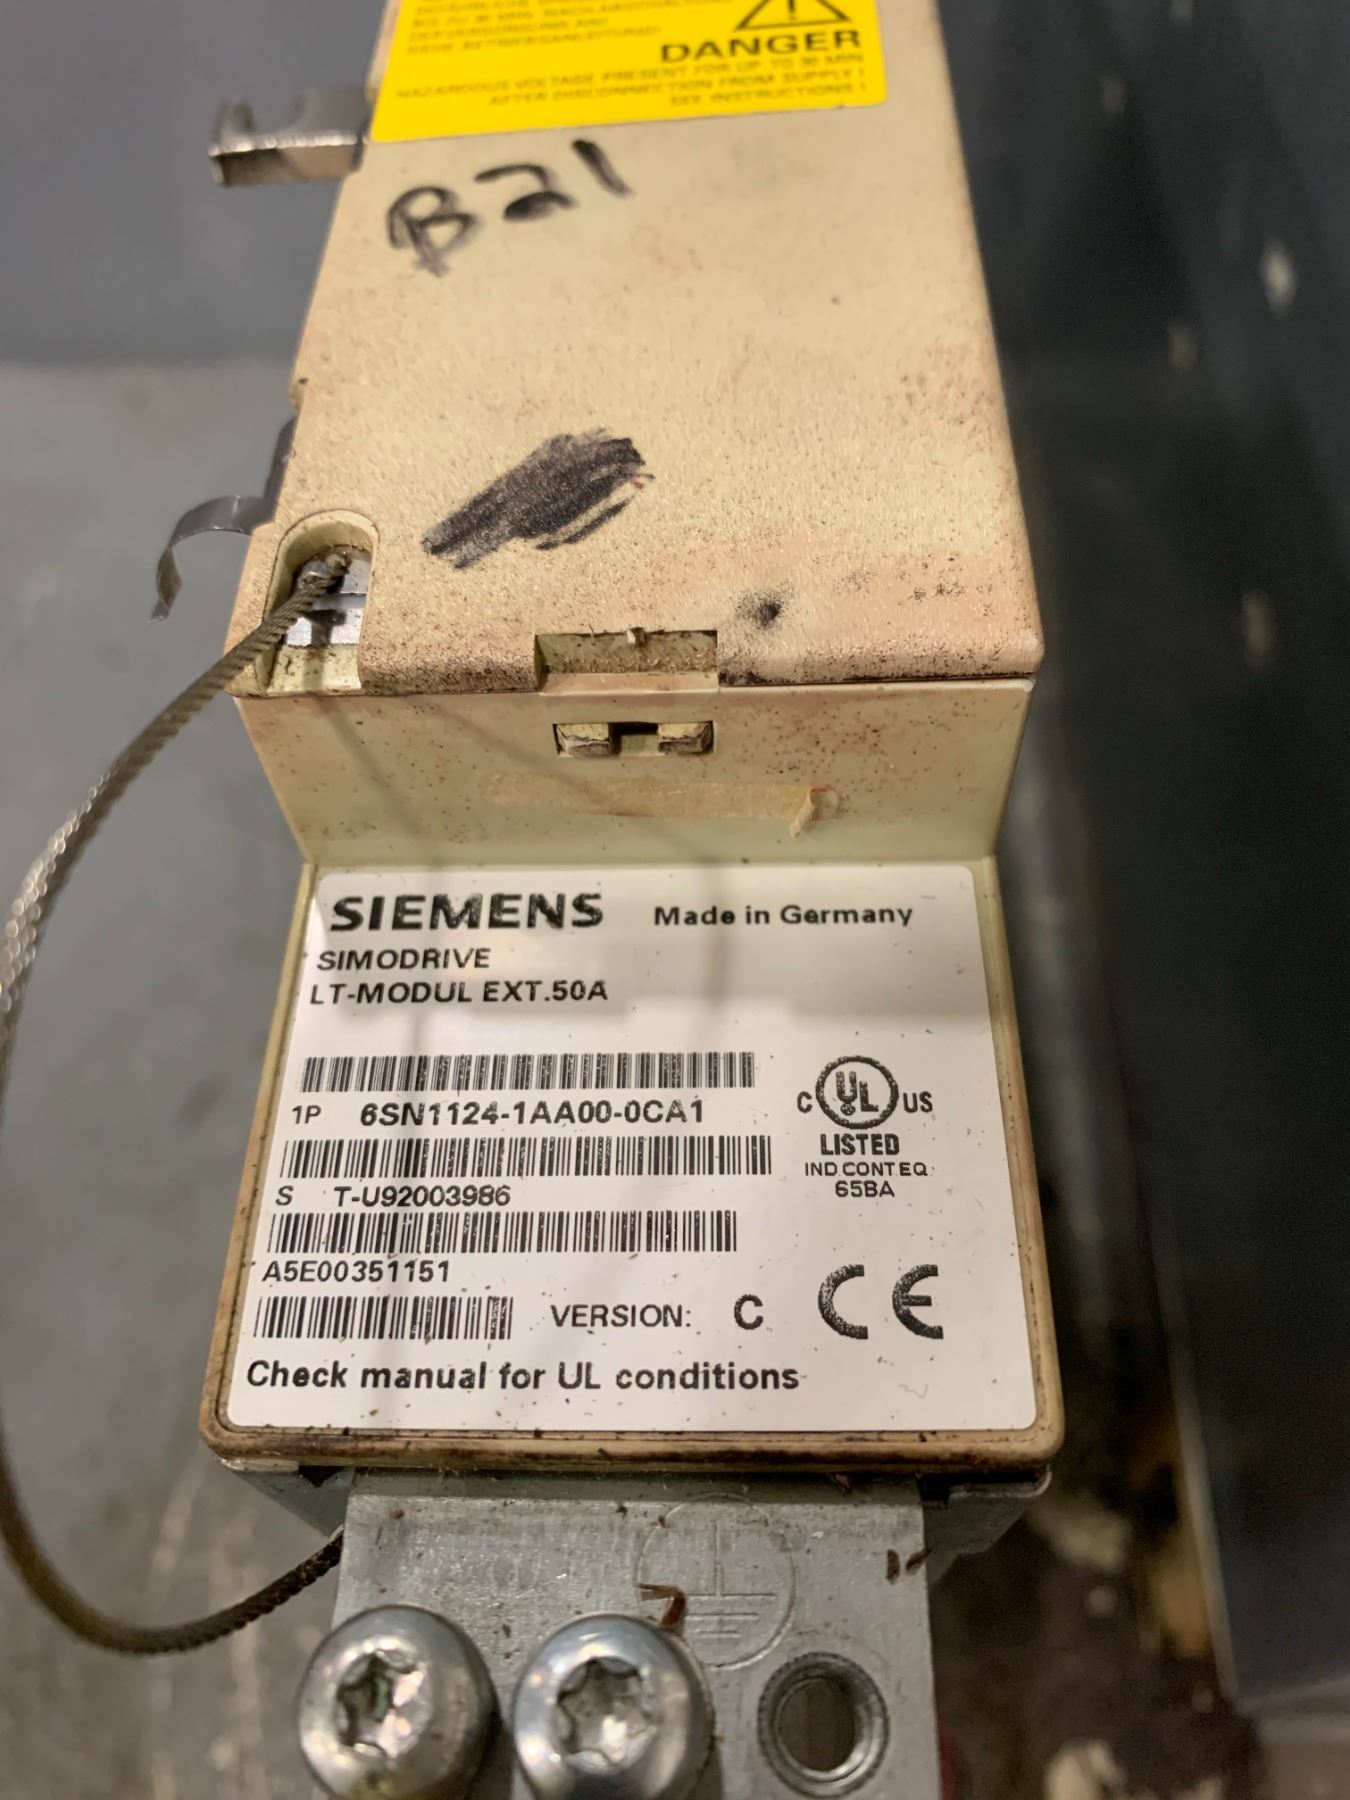 DANGER
HAZARDOUS VOLTAGE PRESENT FOR UP TO 30 MIN
AFTER DISCONNECTION FROM SUPPLY !
SEE INSTRUCTIONS !
B21
SIEMENS Made in Germany
SIMODRIVE
LT-MODUL EXT.50A
1P 6SN1124-1AA00-0CA1
C UL US
LISTED
IND CONT EQ
65BA
S T-U92003986
A5E00351151
VERSION: C CE
Check manual for UL conditions